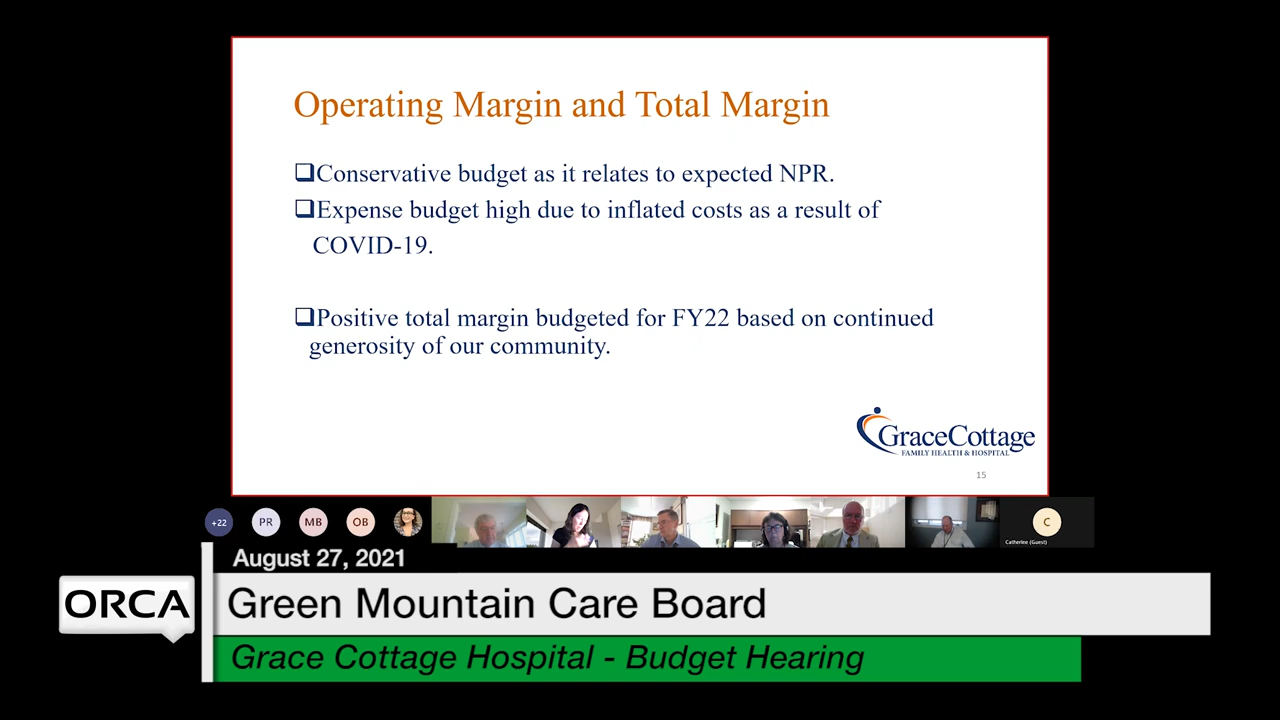 Operating Margin and Total Margin
❑Conservative budget as it relates to expected NPR.
❑Expense budget high due to inflated costs as a result of
COVID-19.
❑Positive total margin budgeted for FY22 based on continued
generosity of our community.
GraceCottage
FAMILY HEALTH & HOSPITAL
15
+22 PR MB OB C
Catherine (Guest)
August 27, 2021
ORCA
Green Mountain Care Board
Grace Cottage Hospital - Budget Hearing